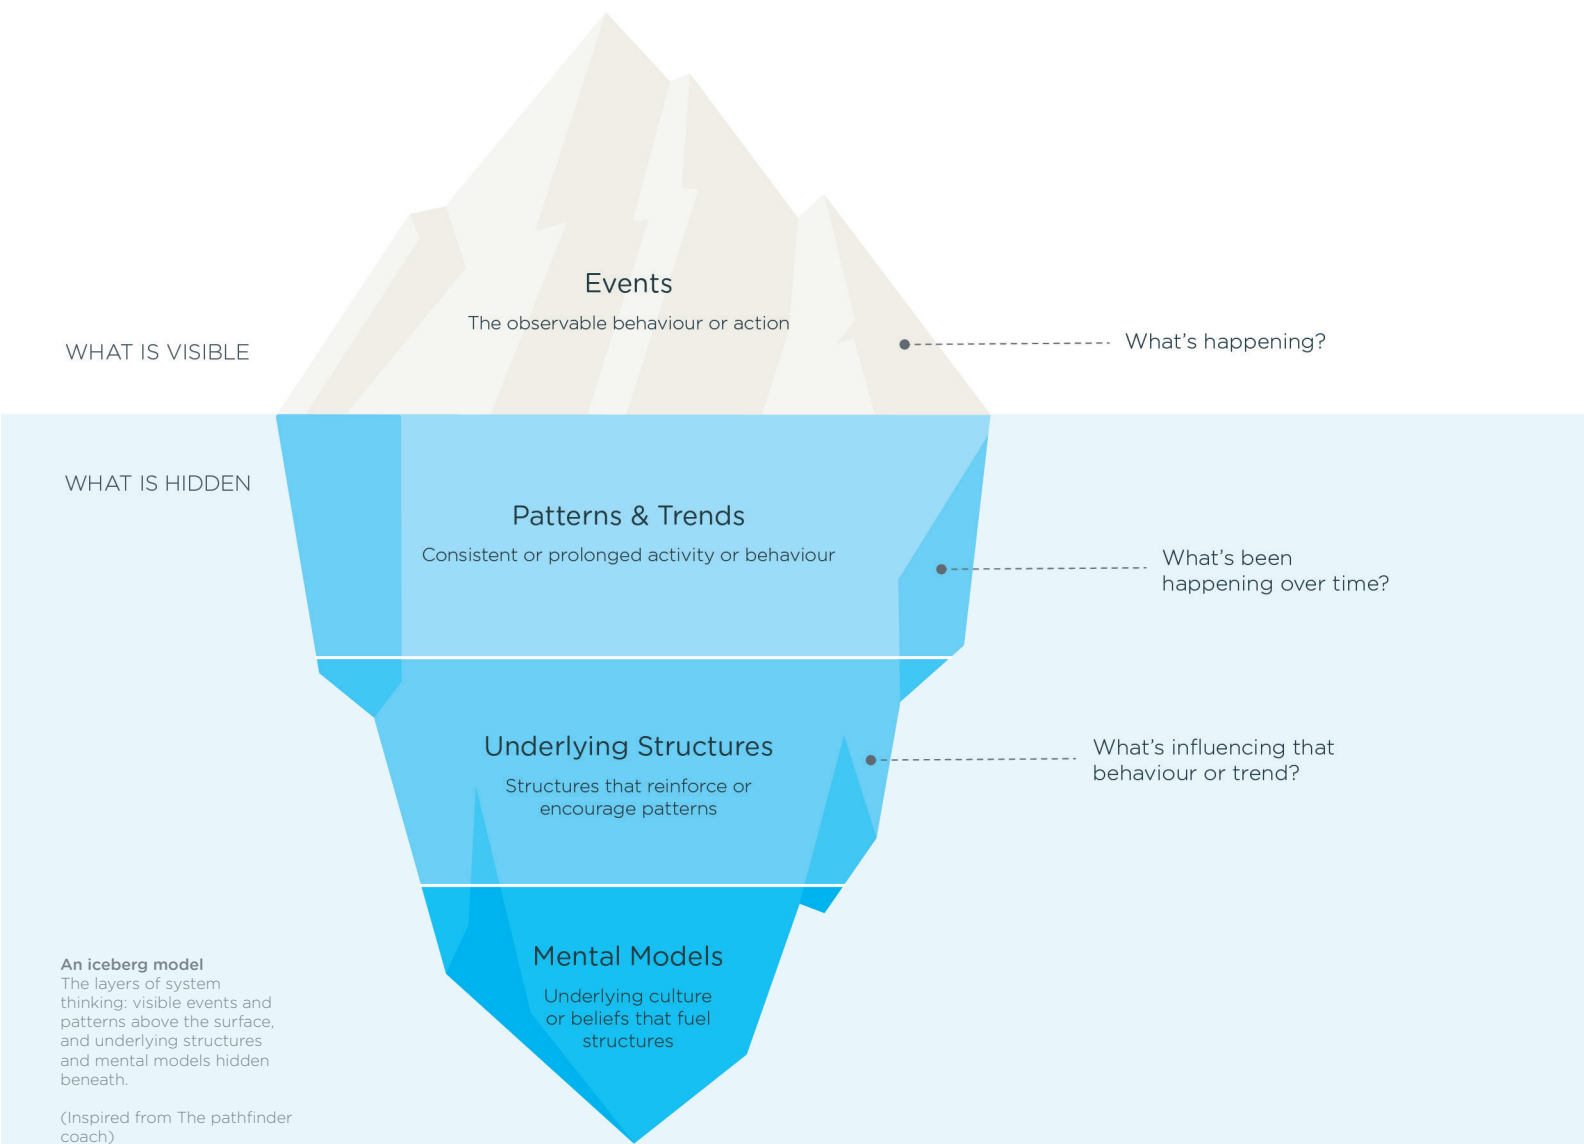 Events
The observable behaviour or action
WHAT IS VISIBLE
What's happening?
WHAT IS HIDDEN
Patterns & Trends
Consistent or prolonged activity or behaviour
What's been
happening over time?
Underlying Structures
Structures that reinforce or
encourage patterns
What's influencing that
behaviour or trend?
Mental Models
Underlying culture
or beliefs that fuel
structures
An iceberg model
The layers of system
thinking: visible events and
patterns above the surface,
and underlying structures
and mental models hidden
beneath.
(Inspired from The pathfinder
coach)